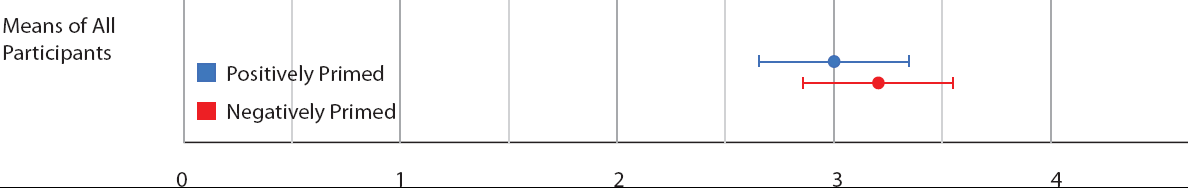 Means of All
Participants
Positively Primed
Negatively Primed
0 1 2 3 4